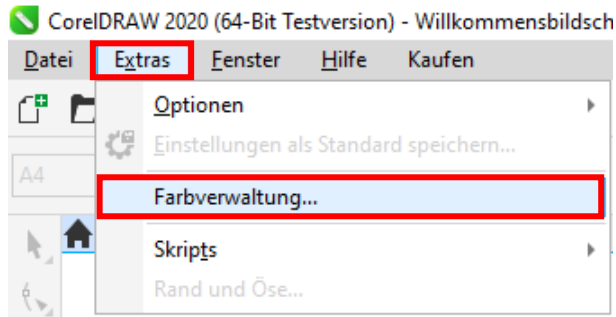 CorelDRAW 2020 (64-Bit Testversion) - Willkommensbildsch
Datei Extras Fenster Hilfe Kaufen
Optionen
Einstellungen als Standard speichern...
A4
Farbverwaltung...
Skripts
Rand und Öse...